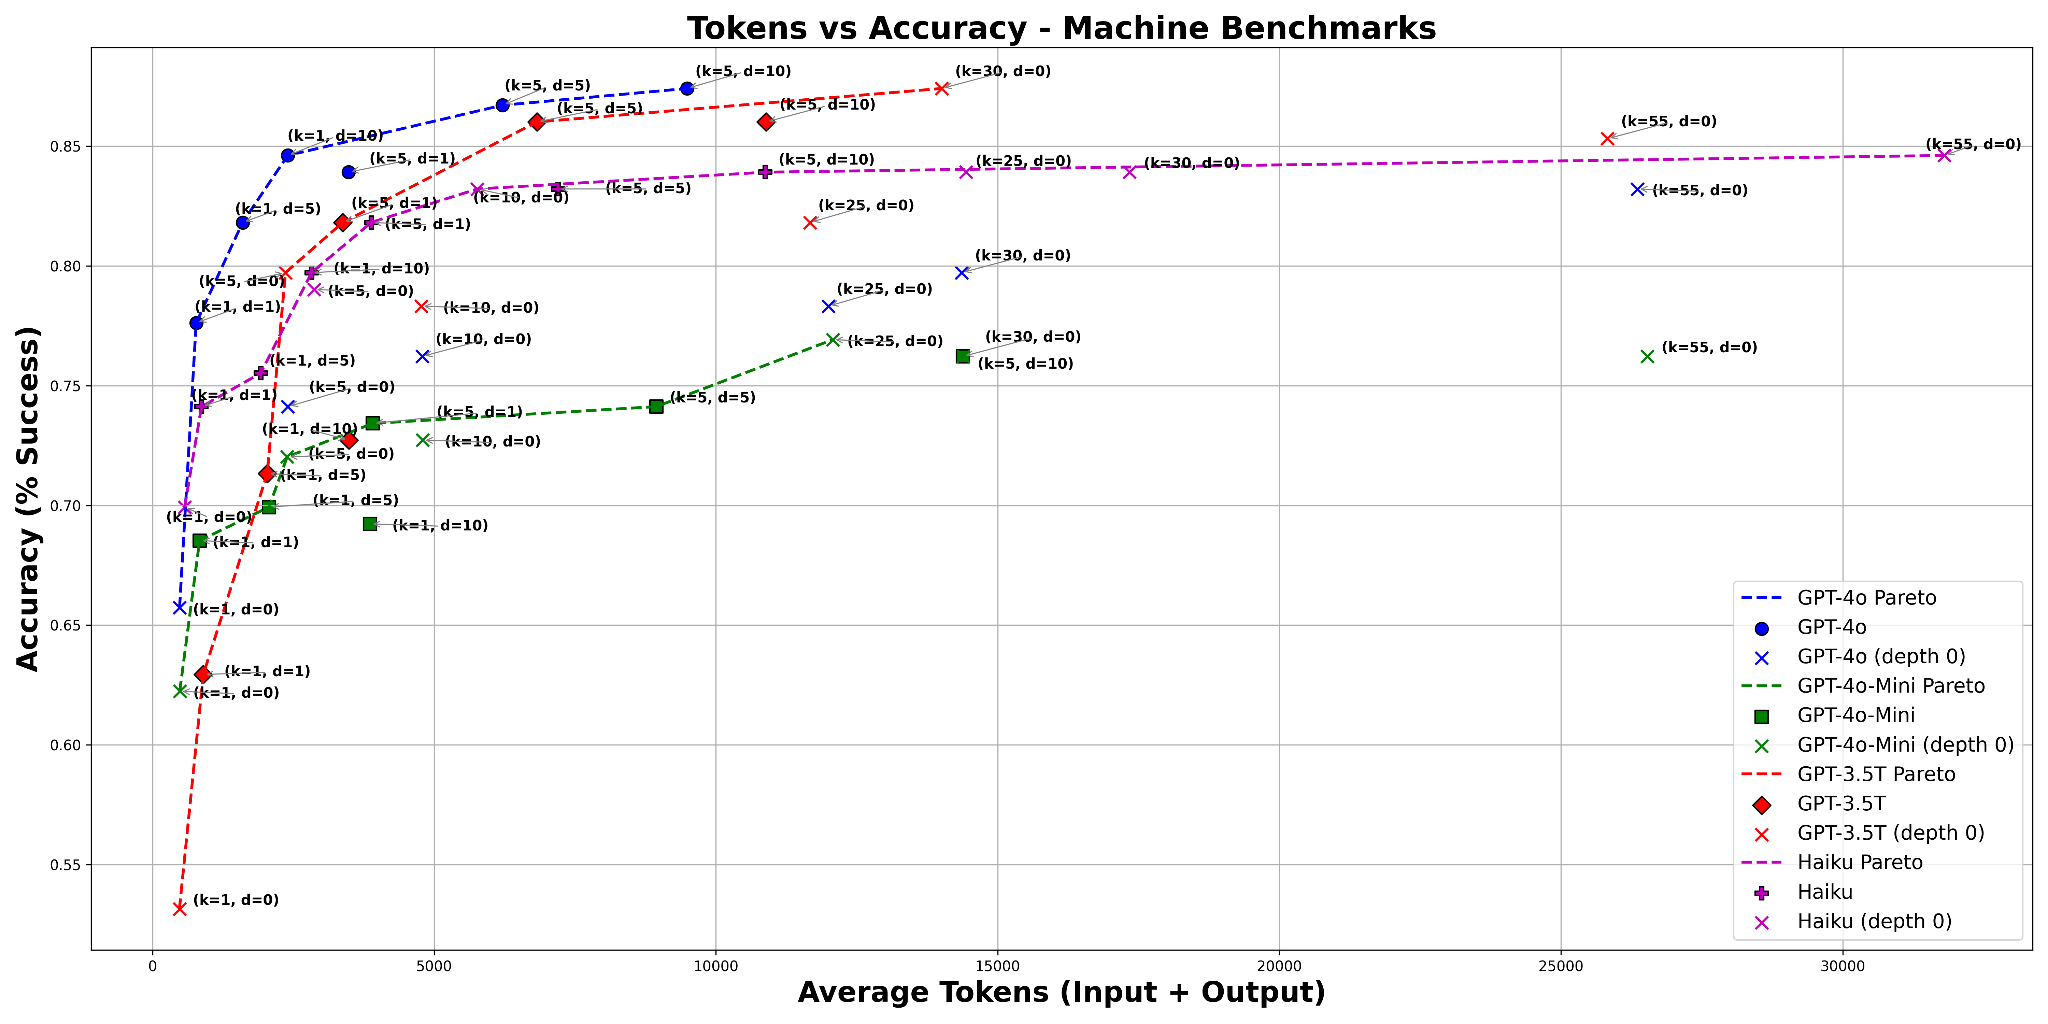 Tokens vs Accuracy - Machine Benchmarks
(k=5, d=10)
(k=30, d=0)
(k=5, d=5)
(k=5, d=5)
(k=5, d=10)
(k=55, d=0)
(k=1, d=10)
(k=55, d=0)
0.85
(k=5, d=1)
(k=5, d=10)
(k=25, d=0)
(k=30, d=0)
(k=5, d=5)
(k=55, d=0)
(k=10, d=0)
(k=1, d=5)
(k=5, d=1)
(k=25, d=0)
(k=5, d=1)
(k=30, d=0)
0.80
(k=1, d=10)
(k=5, d=0)
(k=5, d=0)
(k=25, d=0)
(k=1, d=1)
(k=10, d=0)
(k=10, d=0)
(k=25, d=0)
(k=30, d=0)
(k=55, d=0)
(k=1, d=5)
(k=5, d=10)
0.75
(k=5, d=0)
(k=1, d=1)
(k=5, d=5)
(k=5, d=1)
(k=1, d=10)
(k=10, d=0)
(k=5, d=0)
(k=1, d=5)
0.70
(k=1, d=5)
(k=1, d=0)
(k=1, d=10)
(k=1, d=1)
0.65
(k=1, d=0)
(k=1, d=1)
(k=1, d=0)
0.60
0.55
(k=1, d=0)
Accuracy (% Success)
GPT-4o Pareto
GPT-4o
GPT-4o (depth 0)
GPT-4o-Mini Pareto
GPT-4o-Mini
GPT-4o-Mini (depth 0)
GPT-3.5T Pareto
GPT-3.5T
GPT-3.5T (depth 0)
Haiku Pareto
Haiku
Haiku (depth 0)
0 5000 10000 15000 20000 25000 30000
Average Tokens (Input + Output)